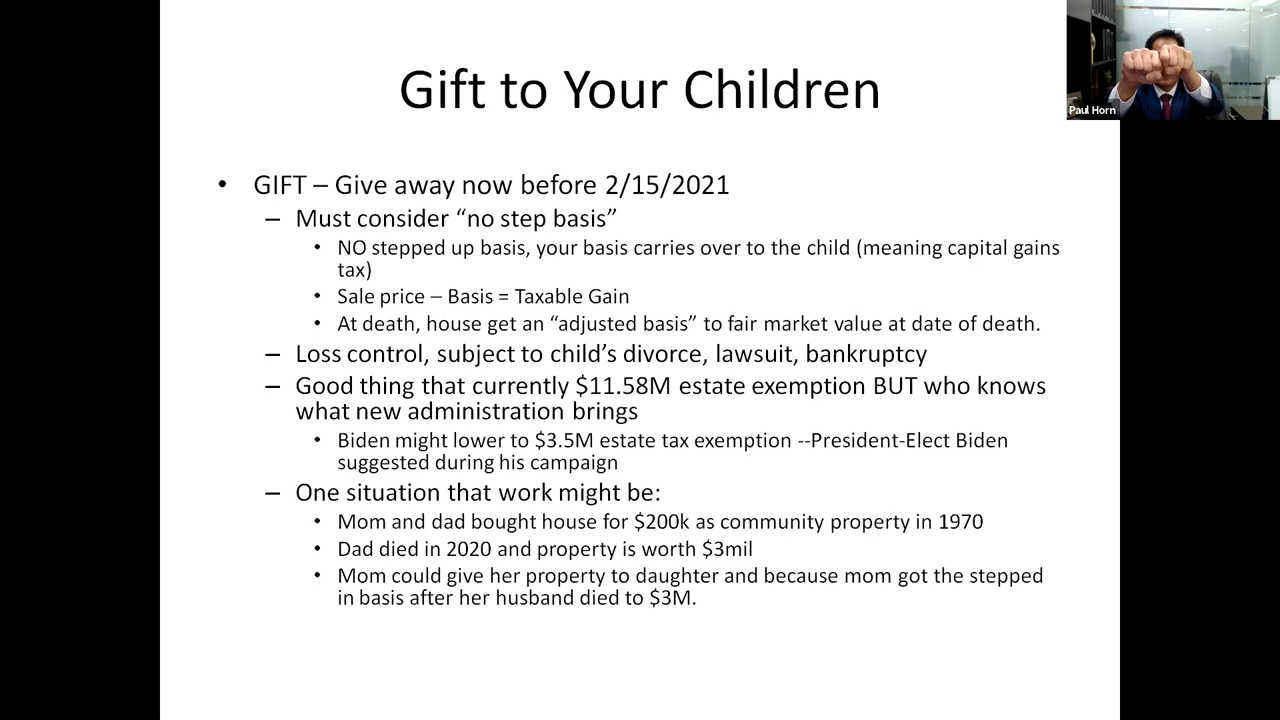 Gift to Your Children
Paul Horn
• GIFT – Give away now before 2/15/2021
– Must consider “no step basis”
• NO stepped up basis, your basis carries over to the child (meaning capital gains
tax)
• Sale price – Basis = Taxable Gain
• At death, house get an “adjusted basis” to fair market value at date of death.
– Loss control, subject to child’s divorce, lawsuit, bankruptcy
– Good thing that currently $11.58M estate exemption BUT who knows
what new administration brings
• Biden might lower to $3.5M estate tax exemption --President-Elect Biden
suggested during his campaign
– One situation that work might be:
• Mom and dad bought house for $200k as community property in 1970
• Dad died in 2020 and property is worth $3mil
• Mom could give her property to daughter and because mom got the stepped
in basis after her husband died to $3M.